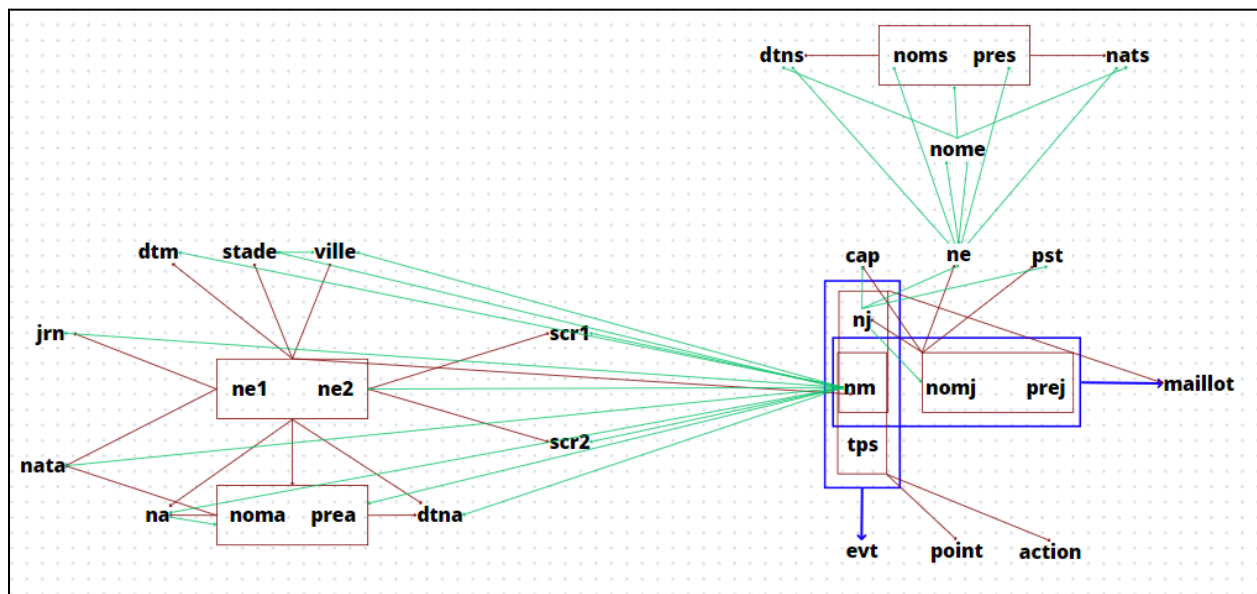 dtns noms pres nats
nome
dtm stade ville cap ne pst
jrn scr1 nj
ne1 ne2 nm nomj prej maillot
scr2 tps
nata
na noma prea dtna
evt point action